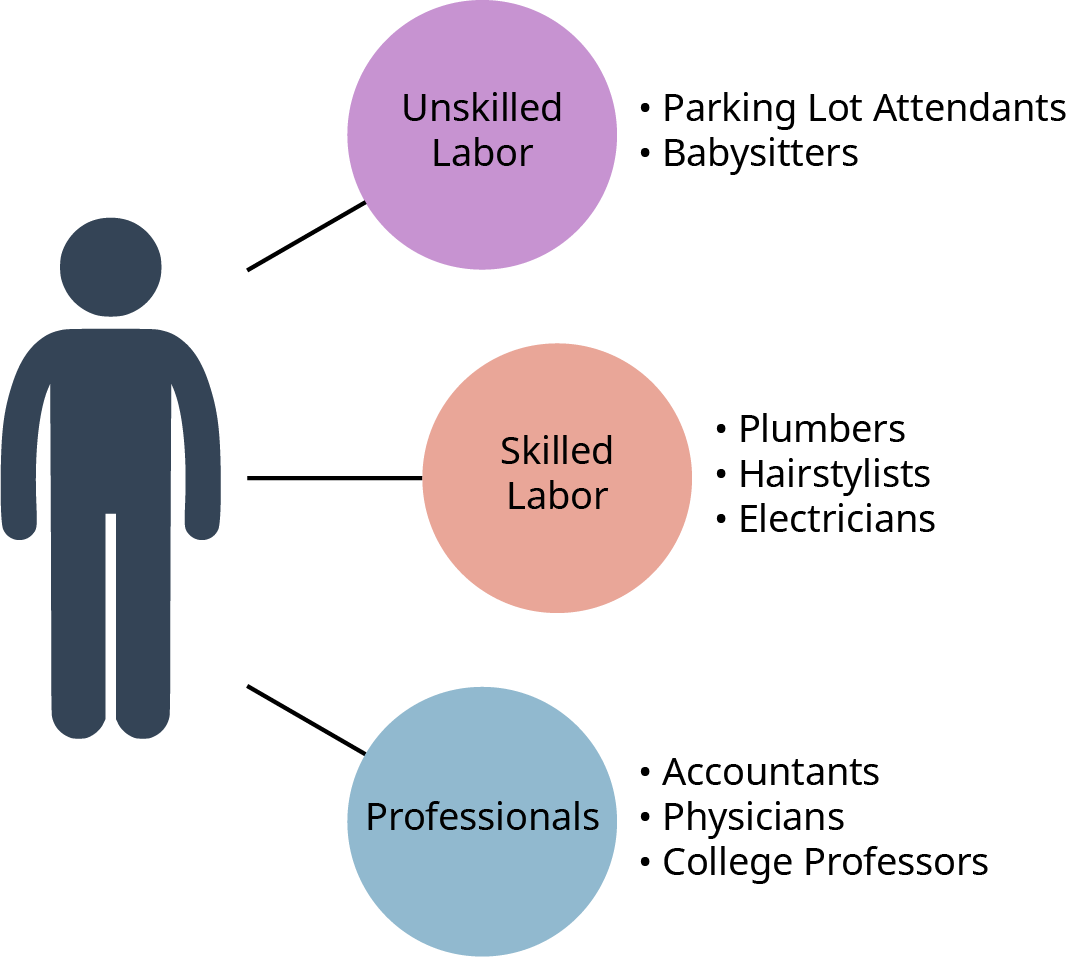 Unskilled
Labor
• Parking Lot Attendants
• Babysitters
Skilled
Labor
• Plumbers
• Hairstylists
• Electricians
Professionals
• Accountants
• Physicians
• College Professors